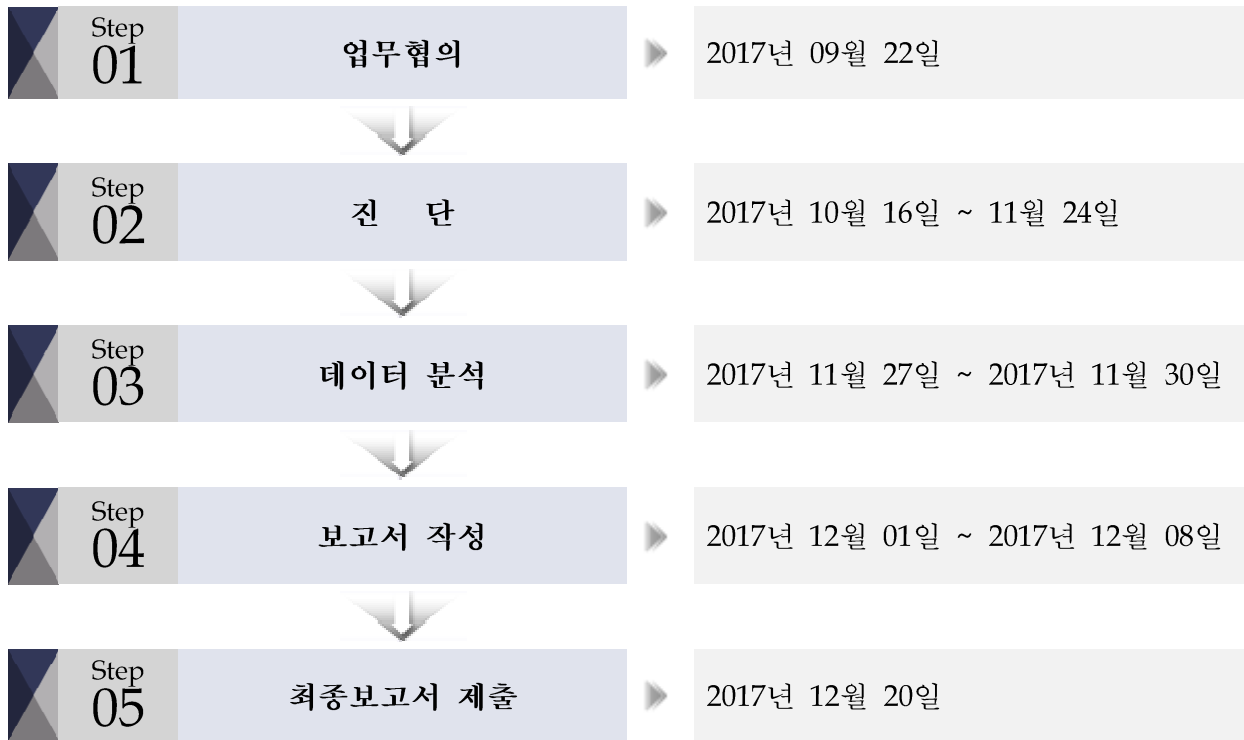 Step
01
업무협의
2017년 09월 22일
Step
02
진 단
2017년 10월 16일 ~ 11월 24일
Step
03
데이터 분석
2017년 11월 27일 ~ 2017년 11월 30일
Step
04
보고서 작성
2017년 12월 01일 ~ 2017년 12월 08일
Step
05
최종보고서 제출
2017년 12월 20일